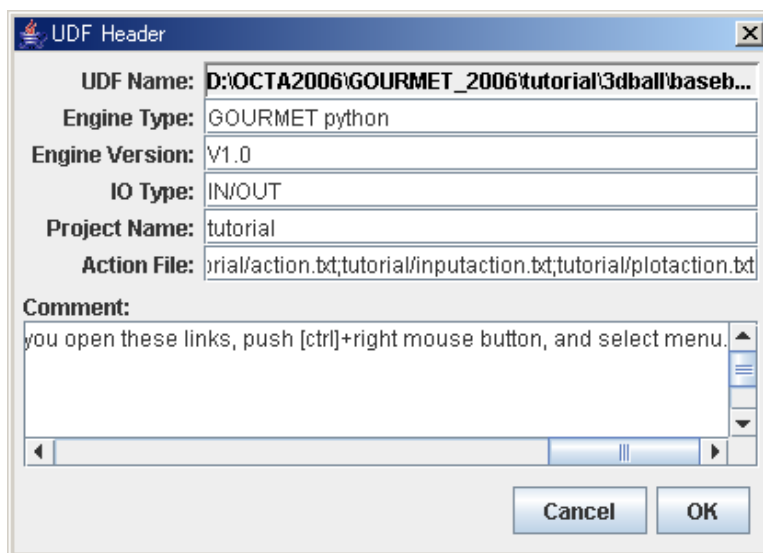 UDF Header
UDF Name: D:\OCTA2006\GOURMET_2006\tutorial\3dball\baseb...
Engine Type: GOURMET python
Engine Version: V1.0
IO Type: IN/OUT
Project Name: tutorial
Action File: orial/action.txt;tutorial/inputaction.txt;tutorial/plotaction.txt
Comment:
you open these links, push [ctrl]+right mouse button, and select menu.
Cancel OK